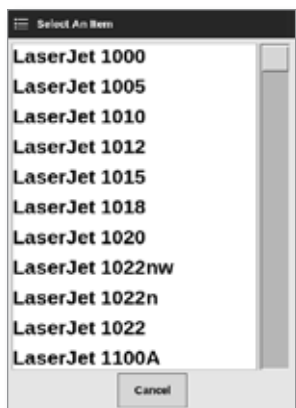 Select An Item
LaserJet 1000
LaserJet 1005
LaserJet 1010
LaserJet 1012
LaserJet 1015
LaserJet 1018
LaserJet 1020
LaserJet 1022nw
LaserJet 1022n
LaserJet 1022
LaserJet 1100A
Cancel